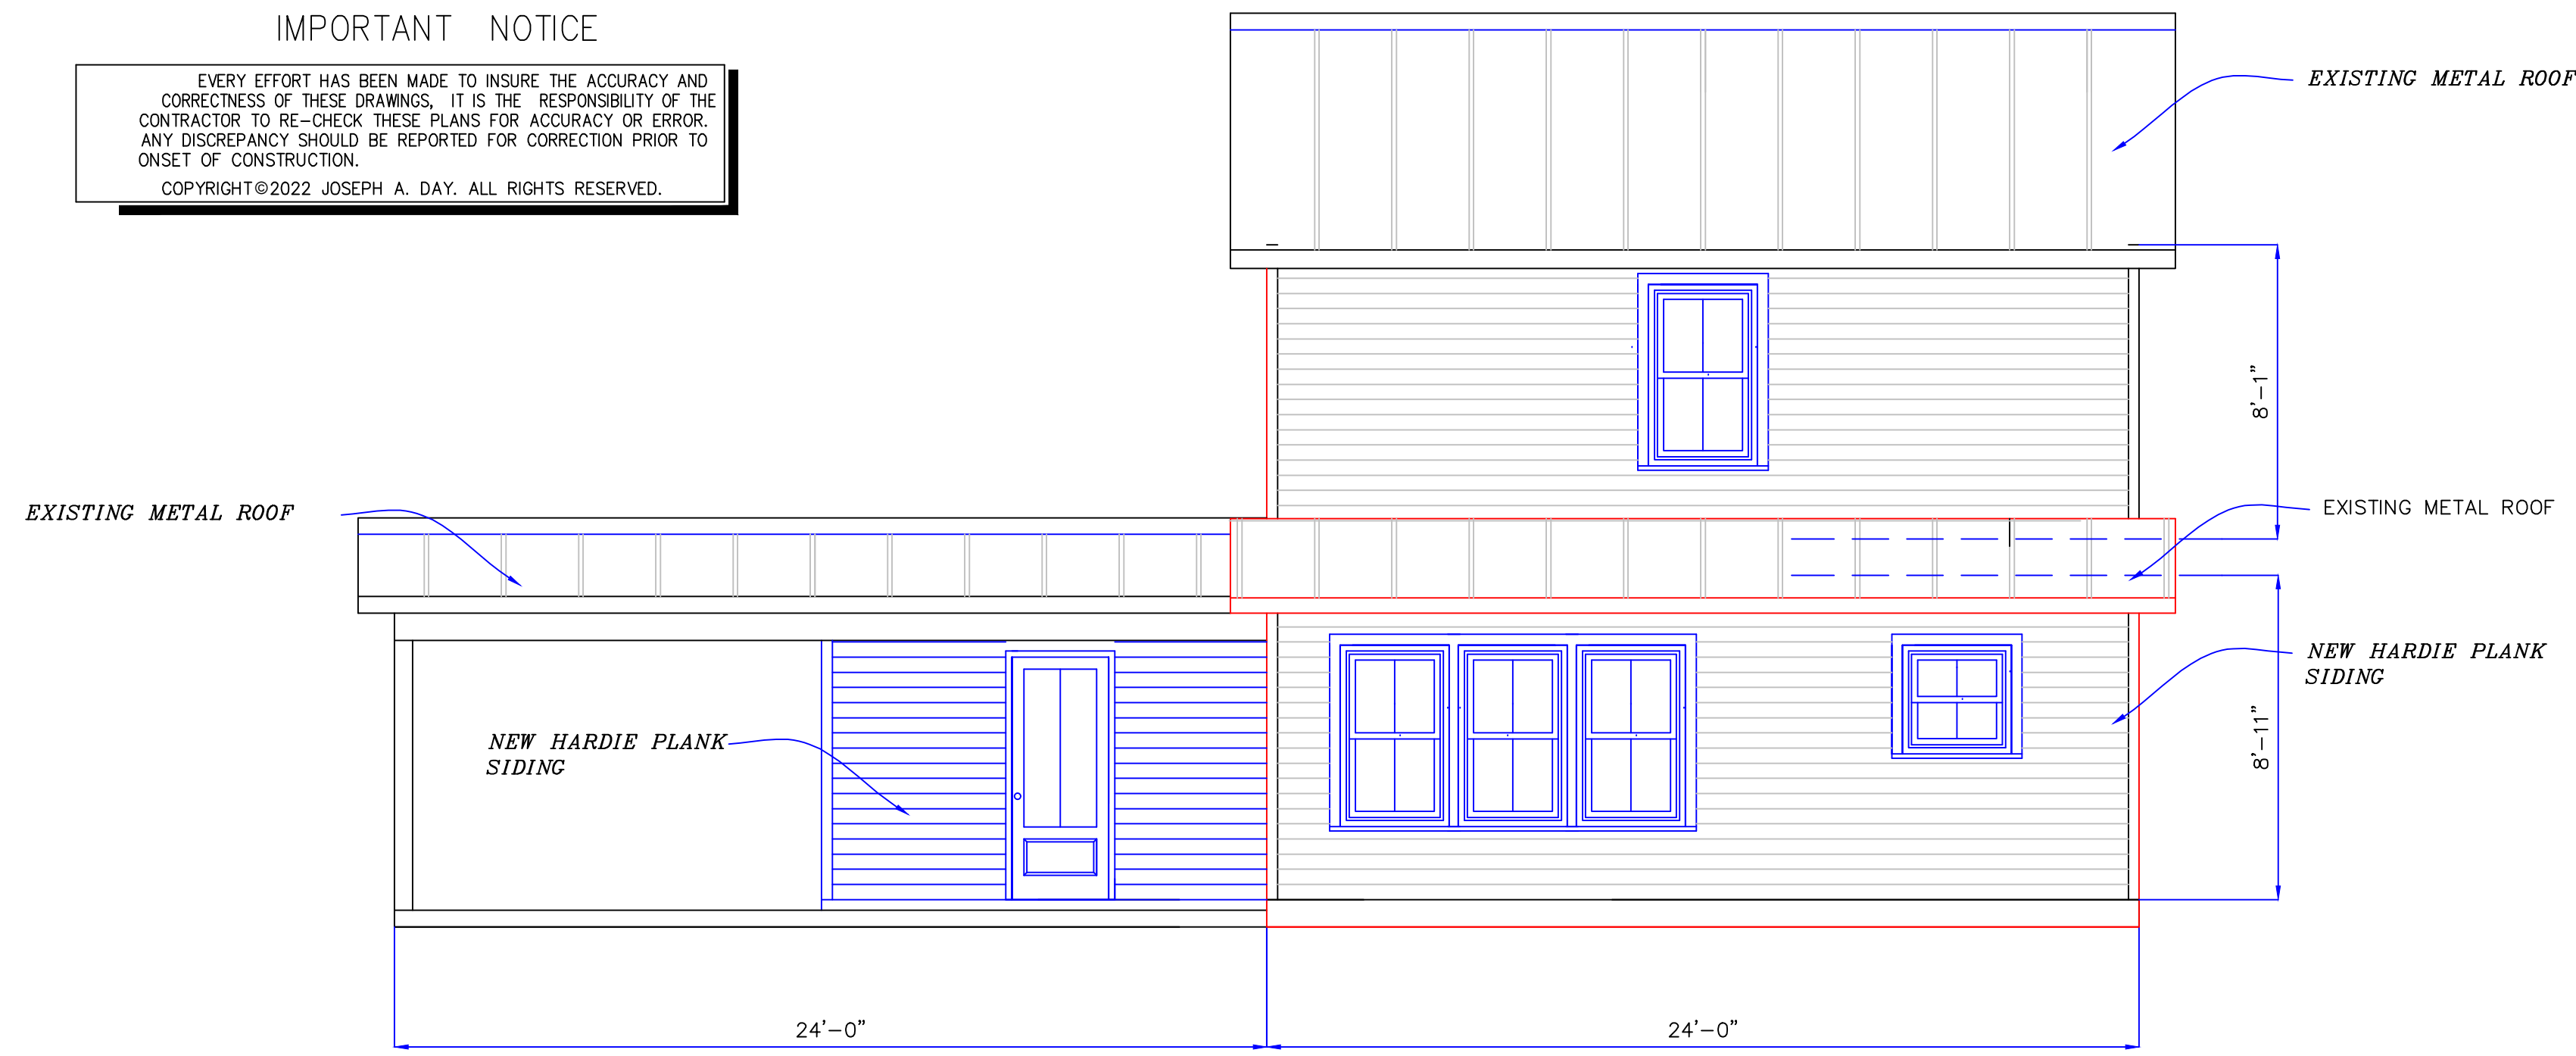 IMPORTANT NOTICE
EVERY EFFORT HAS BEEN MADE TO INSURE THE ACCURACY AND
CORRECTNESS OF THESE DRAWINGS, IT IS THE RESPONSIBILITY OF THE
CONTRACTOR TO RE-CHECK THESE PLANS FOR ACCURACY OR ERROR.
ANY DISCREPANCY SHOULD BE REPORTED FOR CORRECTION PRIOR TO
ONSET OF CONSTRUCTION.
COPYRIGHT©2022 JOSEPH A. DAY. ALL RIGHTS RESERVED.
EXISTING METAL ROOF
8'-1"
EXISTING METAL ROOF
EXISTING METAL ROOF
NEW HARDIE PLANK
SIDING
8'-11"
NEW HARDIE PLANK
SIDING
24'-0"
24'-0"